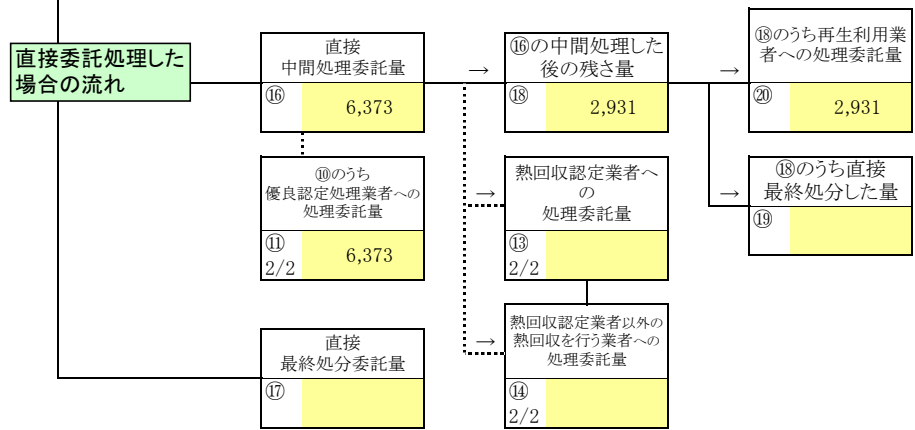 直接委託処理した
場合の流れ
直接
中間処理委託量
⑯
6,373
→
⑯の中間処理した
後の残さ量
⑱
2,931
→
⑱のうち再生利用業
者への処理委託量
⑳
2,931
⑩のうち
優良認定処理業者への
処理委託量
⑪
2/2
6,373
→
熱回収認定業者へ
の
処理委託量
⑬
2/2
→
⑱のうち直接
最終処分した量
⑲
直接
最終処分委託量
⑰
→
熱回収認定業者以外の
熱回収を行う業者への
処理委託量
⑭
2/2